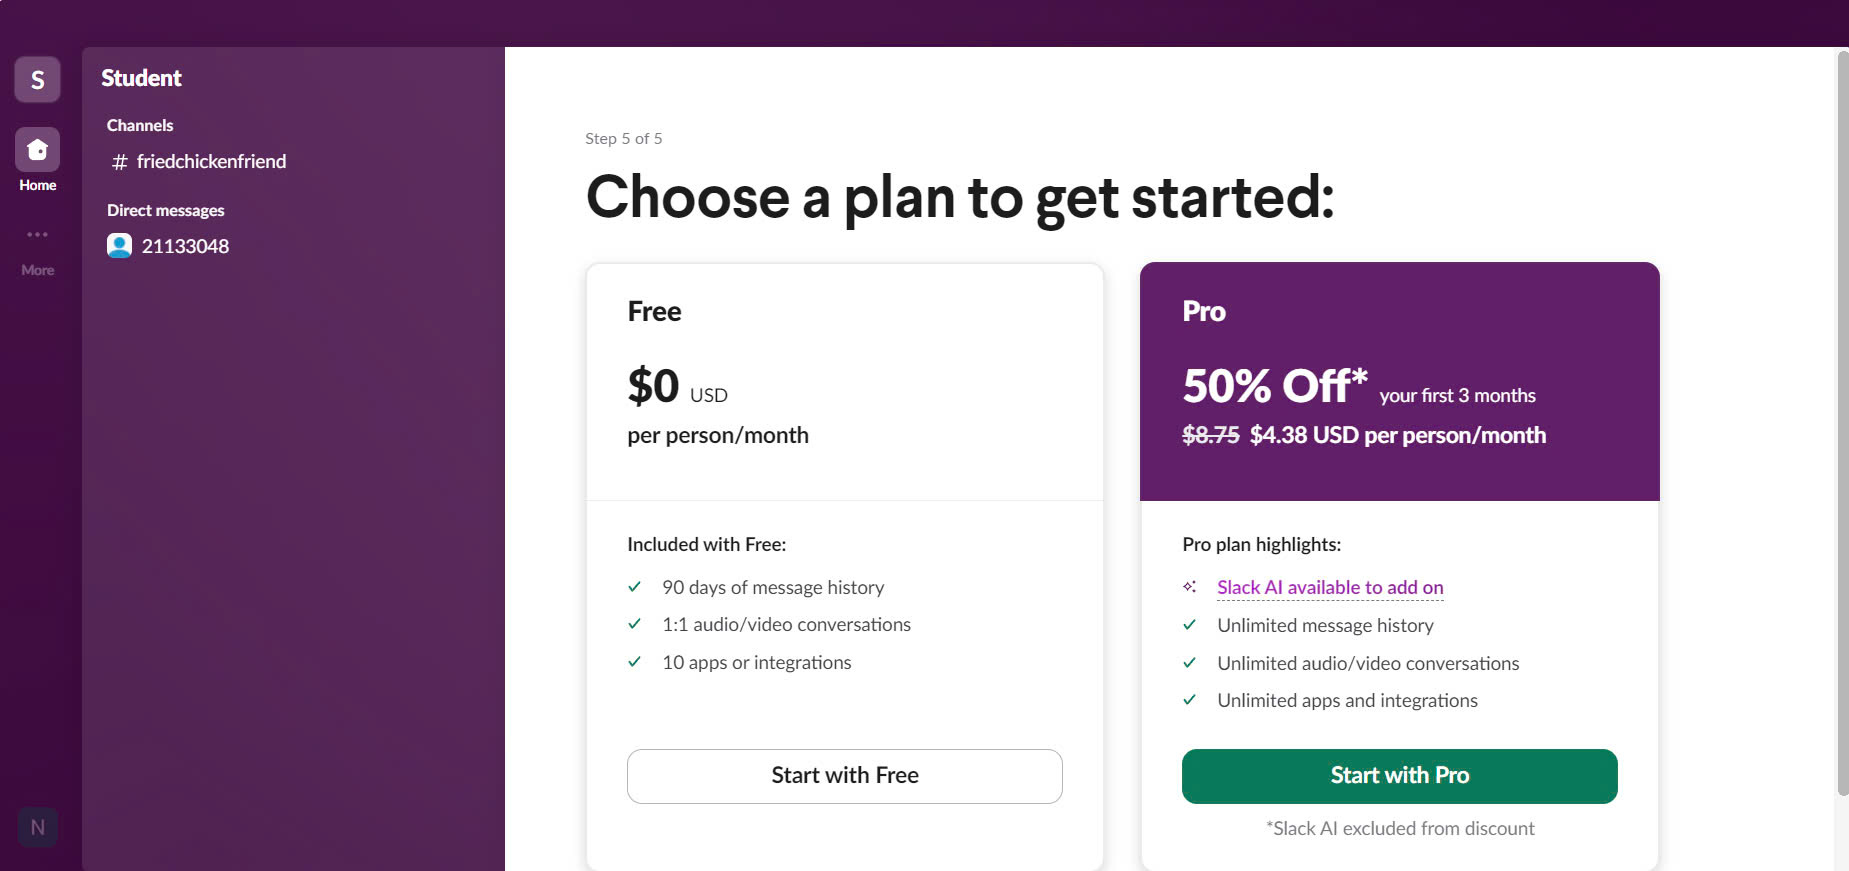 S
Home
More
N
Student
Channels
# friedchickenfriend
Direct messages
21133048
Step 5 of 5
Choose a plan to get started:
Free
$0 USD
per person/month
Included with Free:
90 days of message history
1:1 audio/video conversations
10 apps or integrations
Start with Free
Pro
50% Off* your first 3 months
$8.75 $4.38 USD per person/month
Pro plan highlights:
Slack AI available to add on
Unlimited message history
Unlimited audio/video conversations
Unlimited apps and integrations
Start with Pro
*Slack AI excluded from discount